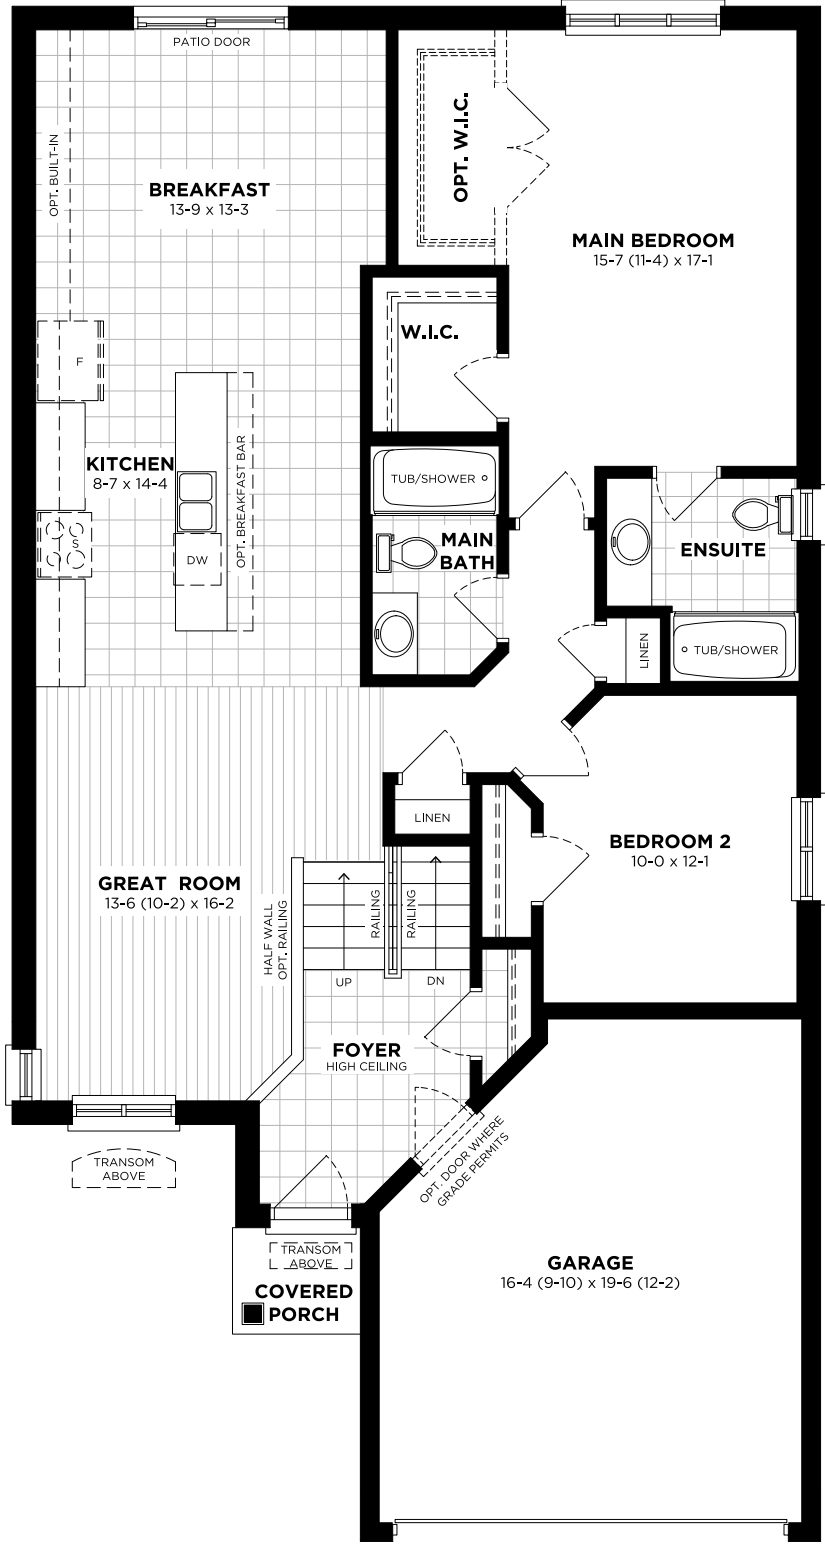 PATIO DOOR
OPT. BUILT-IN
BREAKFAST
13-9 x 13-3
OPT. W.I.C.
MAIN BEDROOM
15-7 (11-4) x 17-1
W.I.C.
F
KITCHEN
8-7 x 14-4
OPT. BREAKFAST BAR
S
DW
TUB/SHOWER
MAIN
BATH
ENSUITE
TUB/SHOWER
LINEN
LINEN
BEDROOM 2
10-0 x 12-1
GREAT ROOM
13-6 (10-2) x 16-2
HALF WALL
OPT. RAILING
RAILING
RAILING
UP
DN
FOYER
HIGH CEILING
OPT. DOOR WHERE
GRADE PERMITS
TRANSOM
ABOVE
TRANSOM
ABOVE
COVERED
PORCH
GARAGE
16-4 (9-10) x 19-6 (12-2)